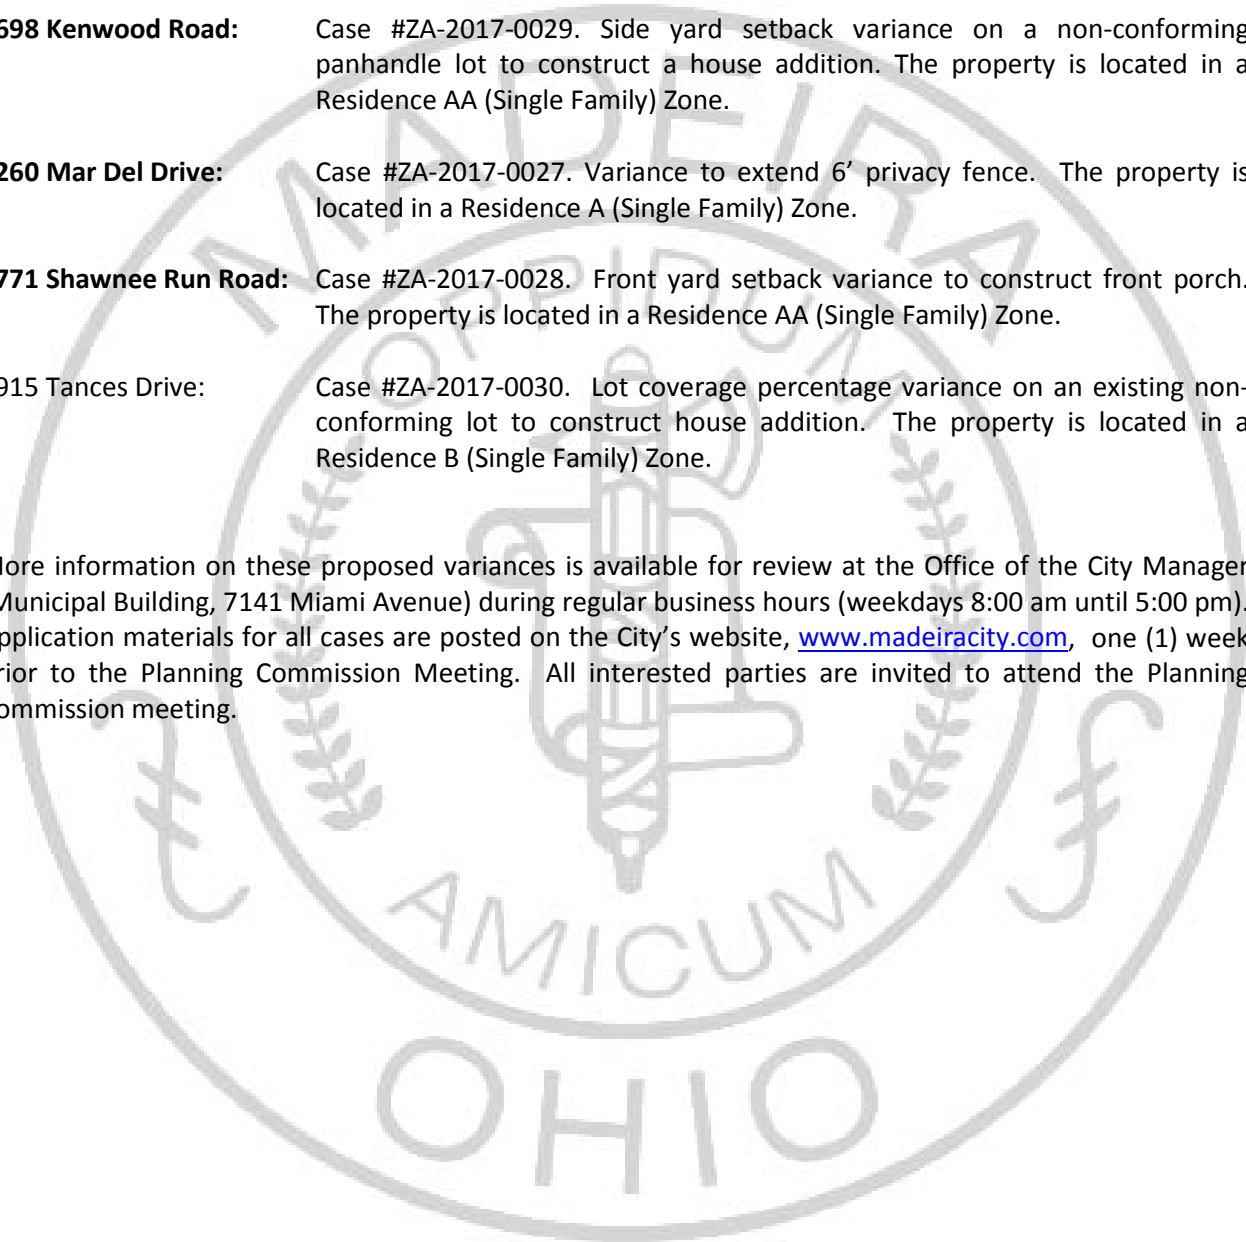 698 Kenwood Road: Case #ZA-2017-0029. Side yard setback variance on a non-conforming
panhandle lot to construct a house addition. The property is located in a
Residence AA (Single Family) Zone.
260 Mar Del Drive: Case #ZA-2017-0027. Variance to extend 6’ privacy fence. The property is
located in a Residence A (Single Family) Zone.
771 Shawnee Run Road: Case #ZA-2017-0028. Front yard setback variance to construct front porch.
The property is located in a Residence AA (Single Family) Zone.
915 Tances Drive: Case #ZA-2017-0030. Lot coverage percentage variance on an existing non-
conforming lot to construct house addition. The property is located in a
Residence B (Single Family) Zone.
ore information on these proposed variances is available for review at the Office of the City Manager
Municipal Building, 7141 Miami Avenue) during regular business hours (weekdays 8:00 am until 5:00 pm).
pplication materials for all cases are posted on the City’s website, www.madeiracity.com, one (1) week
rior to the Planning Commission Meeting. All interested parties are invited to attend the Planning
ommission meeting.
MADEIRA
OPPIDUM
AMICUM
OHIO